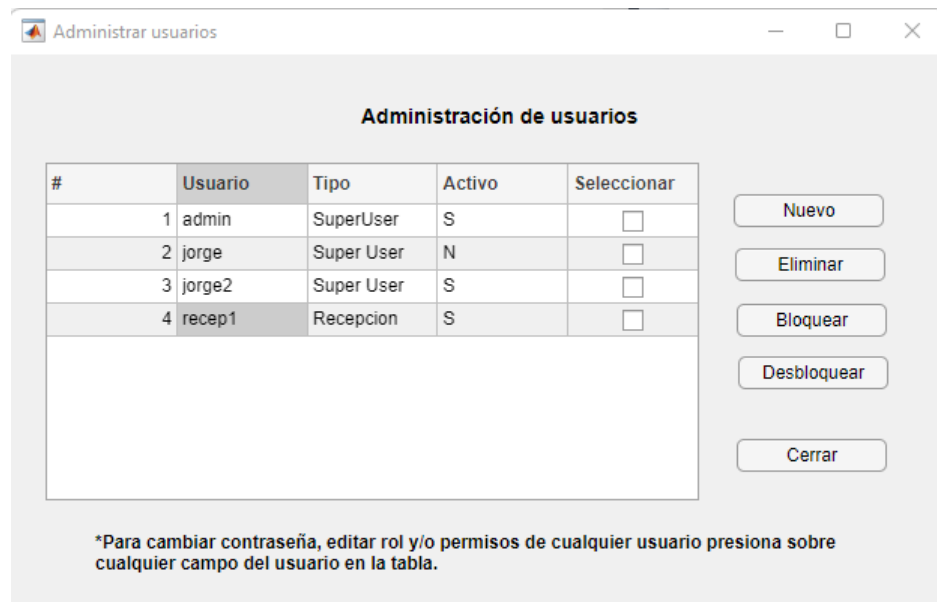 Administrar usuarios
Administración de usuarios
# Usuario Tipo Activo Seleccionar
1 admin SuperUser S
2 jorge Super User N
3 jorge2 Super User S
4 recep1 Recepcion S
Nuevo
Eliminar
Bloquear
Desbloquear
Cerrar
*Para cambiar contraseña, editar rol y/o permisos de cualquier usuario presiona sobre
cualquier campo del usuario en la tabla.